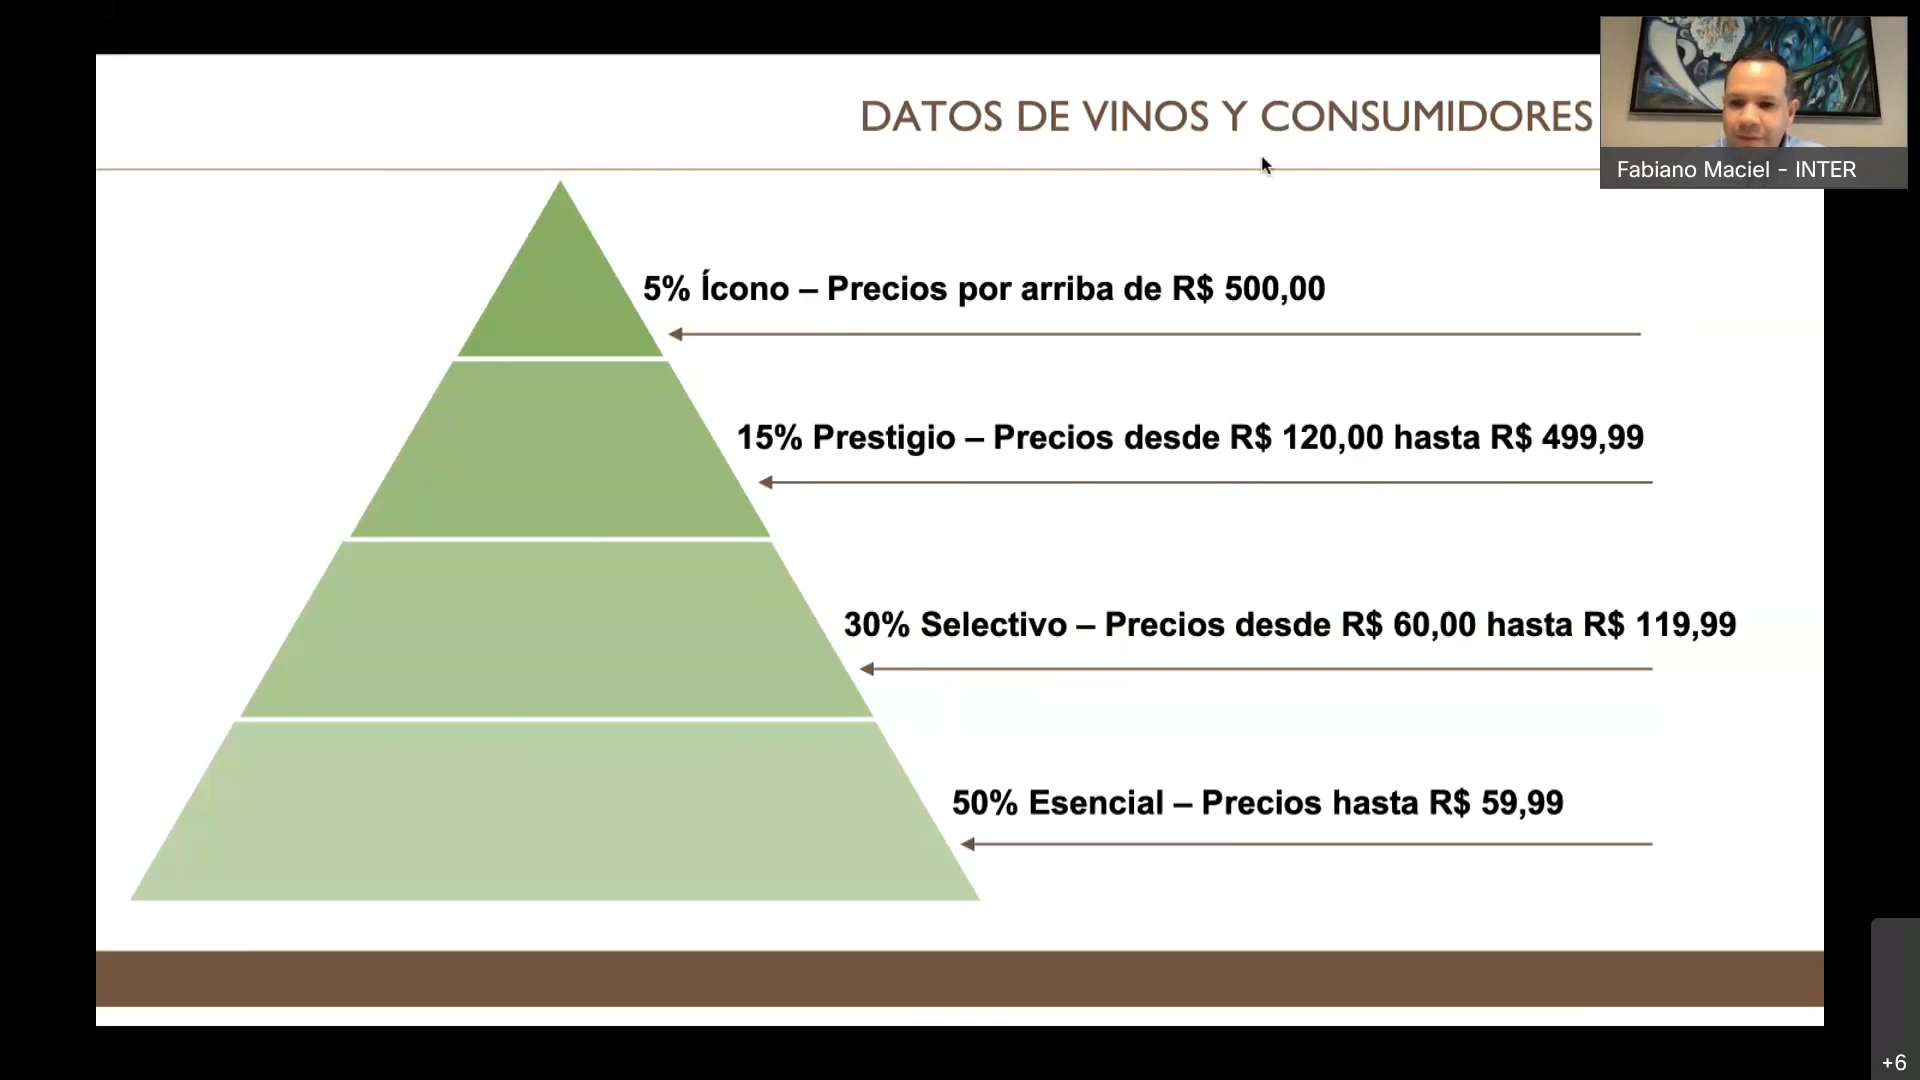 DATOS DE VINOS Y CONSUMIDORES
Fabiano Maciel - INTER
5% Ícono – Precios por arriba de R$ 500,00
15% Prestigio – Precios desde R$ 120,00 hasta R$ 499,99
30% Selectivo – Precios desde R$ 60,00 hasta R$ 119,99
50% Esencial – Precios hasta R$ 59,99
+6